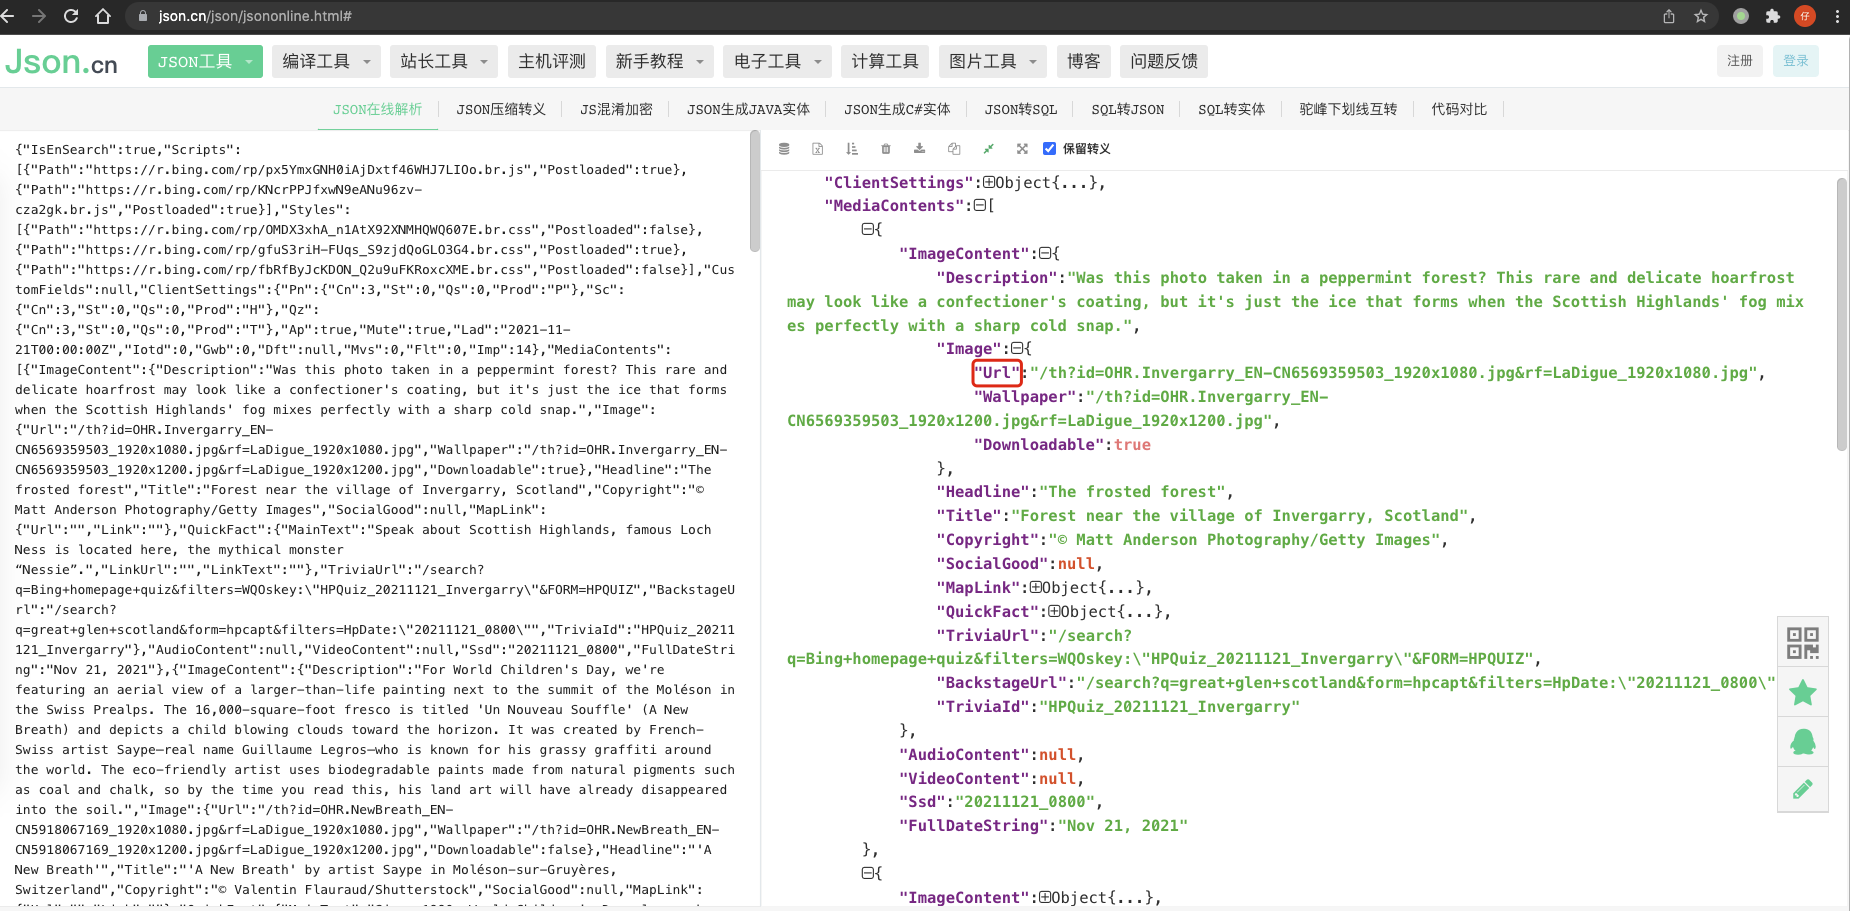 json.cn/json/jsononline.html#
仔
Json.cn
JSON工具
编译工具
站长工具
主机评测
新手教程
电子工具
计算工具
图片工具
博客
问题反馈
注册
登录
JSON在线解析
JSON压缩转义
JS混淆加密
JSON生成JAVA实体
JSON生成C#实体
JSON转SQL
SQL转JSON
SQL转实体
驼峰下划线互转
代码对比
{"IsEnSearch":true,"Scripts":
[{"Path":"https://r.bing.com/rp/px5YmxGNH0iAjDxtf46WHJ7LIOo.br.js","Postloaded":true},
{"Path":"https://r.bing.com/rp/KNcrPPJfxwN9eANu96zv-
cza2gk.br.js","Postloaded":true}],"Styles":
[{"Path":"https://r.bing.com/rp/OMDX3xhA_n1AtX92XNMHQWQ607E.br.css","Postloaded":false},
{"Path":"https://r.bing.com/rp/gfuS3riH-FUqs_S9zjdQoGLO3G4.br.css","Postloaded":true},
{"Path":"https://r.bing.com/rp/fbRfByJcKDON_Q2u9uFKRoxcXME.br.css","Postloaded":false}],"Cus
tomFields":null,"ClientSettings":{"Pn":{"Cn":3,"St":0,"Qs":0,"Prod":"P"},"Sc":
{"Cn":3,"St":0,"Qs":0,"Prod":"H"},"Qz":
{"Cn":3,"St":0,"Qs":0,"Prod":"T"},"Ap":true,"Mute":true,"Lad":"2021-11-
21T00:00:00Z","Iotd":0,"Gwb":0,"Dft":null,"Mvs":0,"Flt":0,"Imp":14},"MediaContents":
[{"ImageContent":{"Description":"Was this photo taken in a peppermint forest? This rare and
delicate hoarfrost may look like a confectioner's coating, but it's just the ice that forms
when the Scottish Highlands' fog mixes perfectly with a sharp cold snap.","Image":
{"Url":"/th?id=OHR.Invergarry_EN-
CN6569359503_1920x1080.jpg&rf=LaDigue_1920x1080.jpg","Wallpaper":"/th?id=OHR.Invergarry_EN-
CN6569359503_1920x1200.jpg&rf=LaDigue_1920x1200.jpg","Downloadable":true},"Headline":"The
frosted forest","Title":"Forest near the village of Invergarry, Scotland","Copyright":"©
Matt Anderson Photography/Getty Images","SocialGood":null,"MapLink":
{"Url":"","Link":""},"QuickFact":{"MainText":"Speak about Scottish Highlands, famous Loch
Ness is located here, the mythical monster
“Nessie”.","LinkUrl":"","LinkText":""},"TriviaUrl":"/search?
q=Bing+homepage+quiz&filters=WQOskey:\"HPQuiz_20211121_Invergarry\"&FORM=HPQUIZ","BackstageU
rl":"/search?
q=great+glen+scotland&form=hpcapt&filters=HpDate:\"20211121_0800\"","TriviaId":"HPQuiz_20211
121_Invergarry"},"AudioContent":null,"VideoContent":null,"Ssd":"20211121_0800","FullDateStri
ng":"Nov 21, 2021"},{"ImageContent":{"Description":"For World Children's Day, we're
featuring an aerial view of a larger-than-life painting next to the summit of the Moléson in
the Swiss Prealps. The 16,000-square-foot fresco is titled 'Un Nouveau Souffle' (A New
Breath) and depicts a child blowing clouds toward the horizon. It was created by French-
Swiss artist Saype—real name Guillaume Legros—who is known for his grassy graffiti around
the world. The eco-friendly artist uses biodegradable paints made from natural pigments such
as coal and chalk, so by the time you read this, his land art will have already disappeared
into the soil.","Image":{"Url":"/th?id=OHR.NewBreath_EN-
CN5918067169_1920x1080.jpg&rf=LaDigue_1920x1080.jpg","Wallpaper":"/th?id=OHR.NewBreath_EN-
CN5918067169_1920x1200.jpg&rf=LaDigue_1920x1200.jpg","Downloadable":false},"Headline":"'A
New Breath'","Title":"'A New Breath' by artist Saype in Moléson-sur-Gruyères,
Switzerland","Copyright":"© Valentin Flauraud/Shutterstock","SocialGood":null,"MapLink":
保留转义
"ClientSettings":Object{...},
"MediaContents":[
{
"ImageContent":{
"Description":"Was this photo taken in a peppermint forest? This rare and delicate hoarfrost
may look like a confectioner's coating, but it's just the ice that forms when the Scottish Highlands' fog mix
es perfectly with a sharp cold snap.",
"Image":{
"Url":"/th?id=OHR.Invergarry_EN-CN6569359503_1920x1080.jpg&rf=LaDigue_1920x1080.jpg",
"Wallpaper":"/th?id=OHR.Invergarry_EN-
CN6569359503_1920x1200.jpg&rf=LaDigue_1920x1200.jpg",
"Downloadable":true
},
"Headline":"The frosted forest",
"Title":"Forest near the village of Invergarry, Scotland",
"Copyright":"© Matt Anderson Photography/Getty Images",
"SocialGood":null,
"MapLink":Object{...},
"QuickFact":Object{...},
"TriviaUrl":"/search?
q=Bing+homepage+quiz&filters=WQOskey:\"HPQuiz_20211121_Invergarry\"&FORM=HPQUIZ",
"BackstageUrl":"/search?q=great+glen+scotland&form=hpcapt&filters=HpDate:\"20211121_0800\"
"TriviaId":"HPQuiz_20211121_Invergarry"
},
"AudioContent":null,
"VideoContent":null,
"Ssd":"20211121_0800",
"FullDateString":"Nov 21, 2021"
},
{
"ImageContent":Object{...},